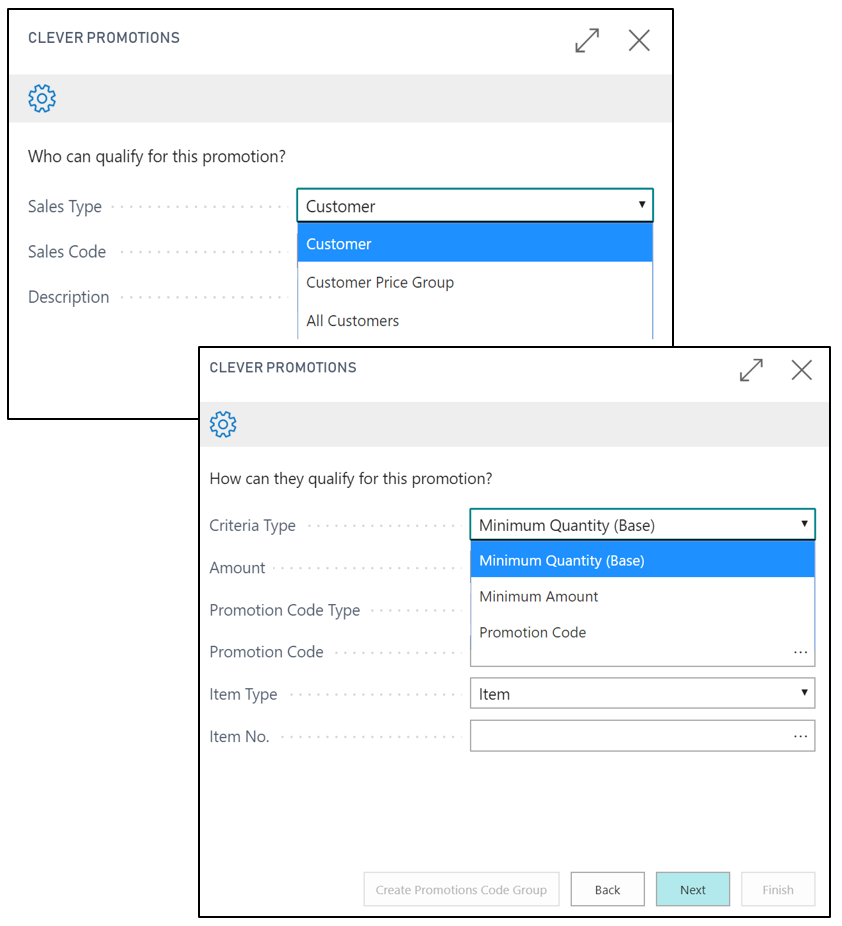 CLEVER PROMOTIONS
Who can qualify for this promotion?
Sales Type
Customer
Customer
Sales Code
Customer Price Group
Description
All Customers
CLEVER PROMOTIONS
How can they qualify for this promotion?
Criteria Type
Minimum Quantity (Base)
Minimum Quantity (Base)
Amount
Minimum Amount
Promotion Code Type
Promotion Code
Promotion Code
...
Item Type
Item
Item No.
...
Create Promotions Code Group
Back
Next
Finish